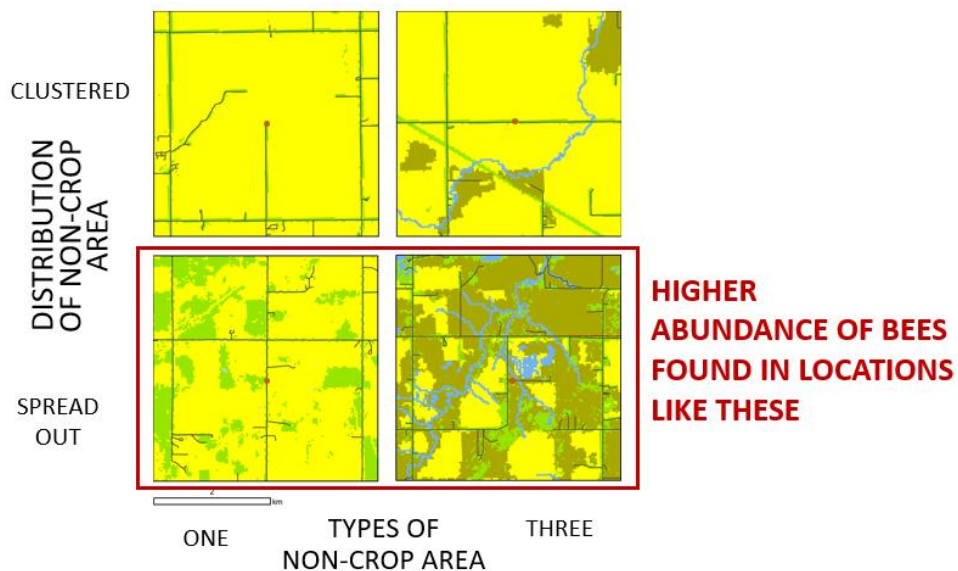 CLUSTERED
DISTRIBUTION
OF NON-CROP
AREA
SPREAD
OUT
HIGHER
ABUNDANCE OF BEES
FOUND IN LOCATIONS
LIKE THESE
2
km
ONE
TYPES OF
NON-CROP AREA
THREE